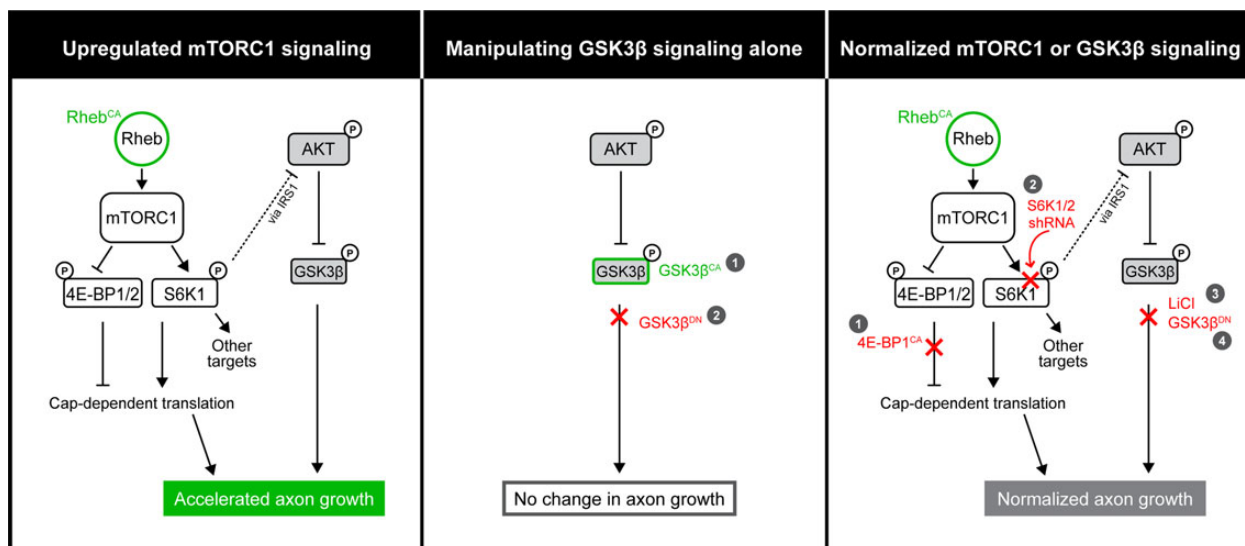 Upregulated mTORC1 signaling
Rheb^CA
Rheb
P
AKT
mTORC1
via IRS1
P
P
P
4E-BP1/2
S6K1
GSK3β
Other
targets
Cap-dependent translation
Accelerated axon growth
Manipulating GSK3β signaling alone
P
AKT
P
GSK3β
GSK3β^CA
1
GSK3β^DN
2
No change in axon growth
Normalized mTORC1 or GSK3β signaling
Rheb^CA
Rheb
P
AKT
2
S6K1/2
shRNA
mTORC1
via IRS1
P
P
P
4E-BP1/2
S6K1
GSK3β
1
4E-BP1^CA
LiCl
3
GSK3β^DN
4
Other
targets
Cap-dependent translation
Normalized axon growth